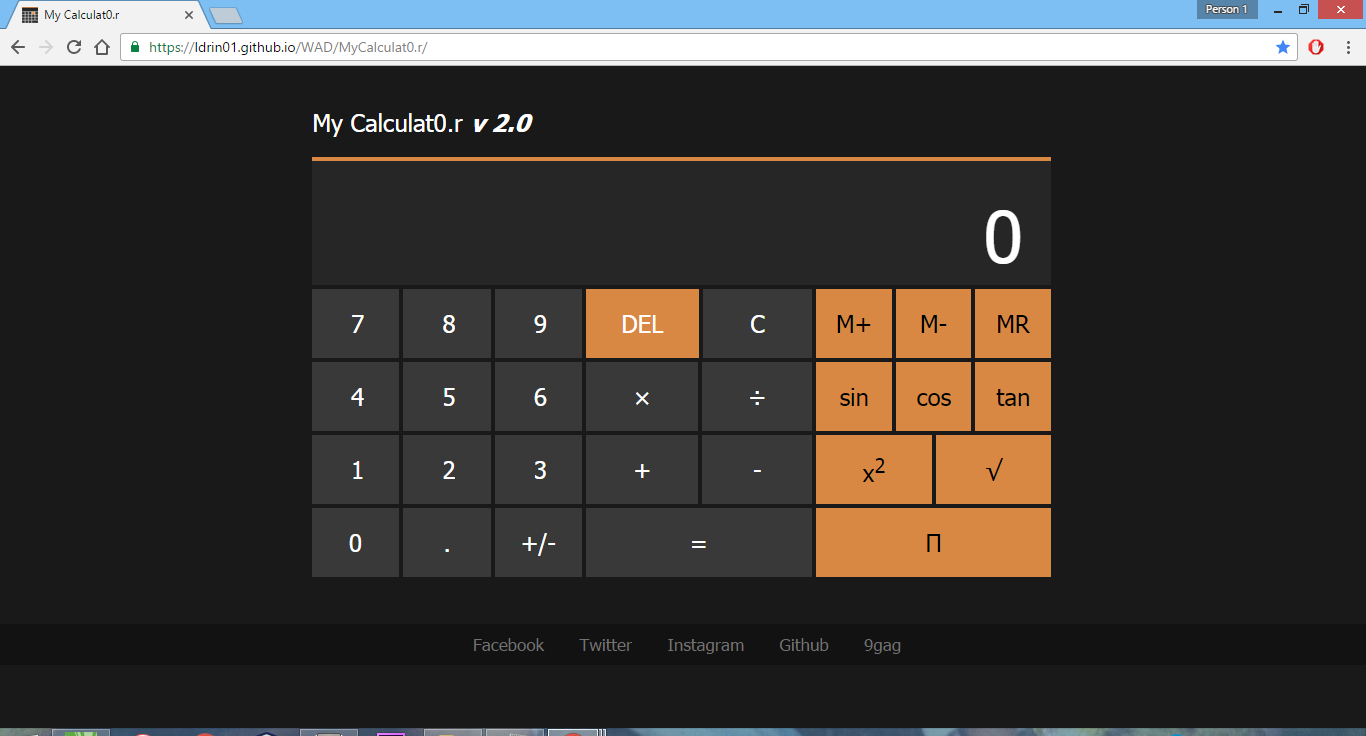 My Calculat0.r
Person 1
https://ldrin01.github.io/WAD/MyCalculat0.r/
My Calculat0.r v 2.0
0
7 8 9 DEL C M+ M- MR
4 5 6 × ÷ sin cos tan
1 2 3 + - x² √
0 . +/- = Π
Facebook Twitter Instagram Github 9gag